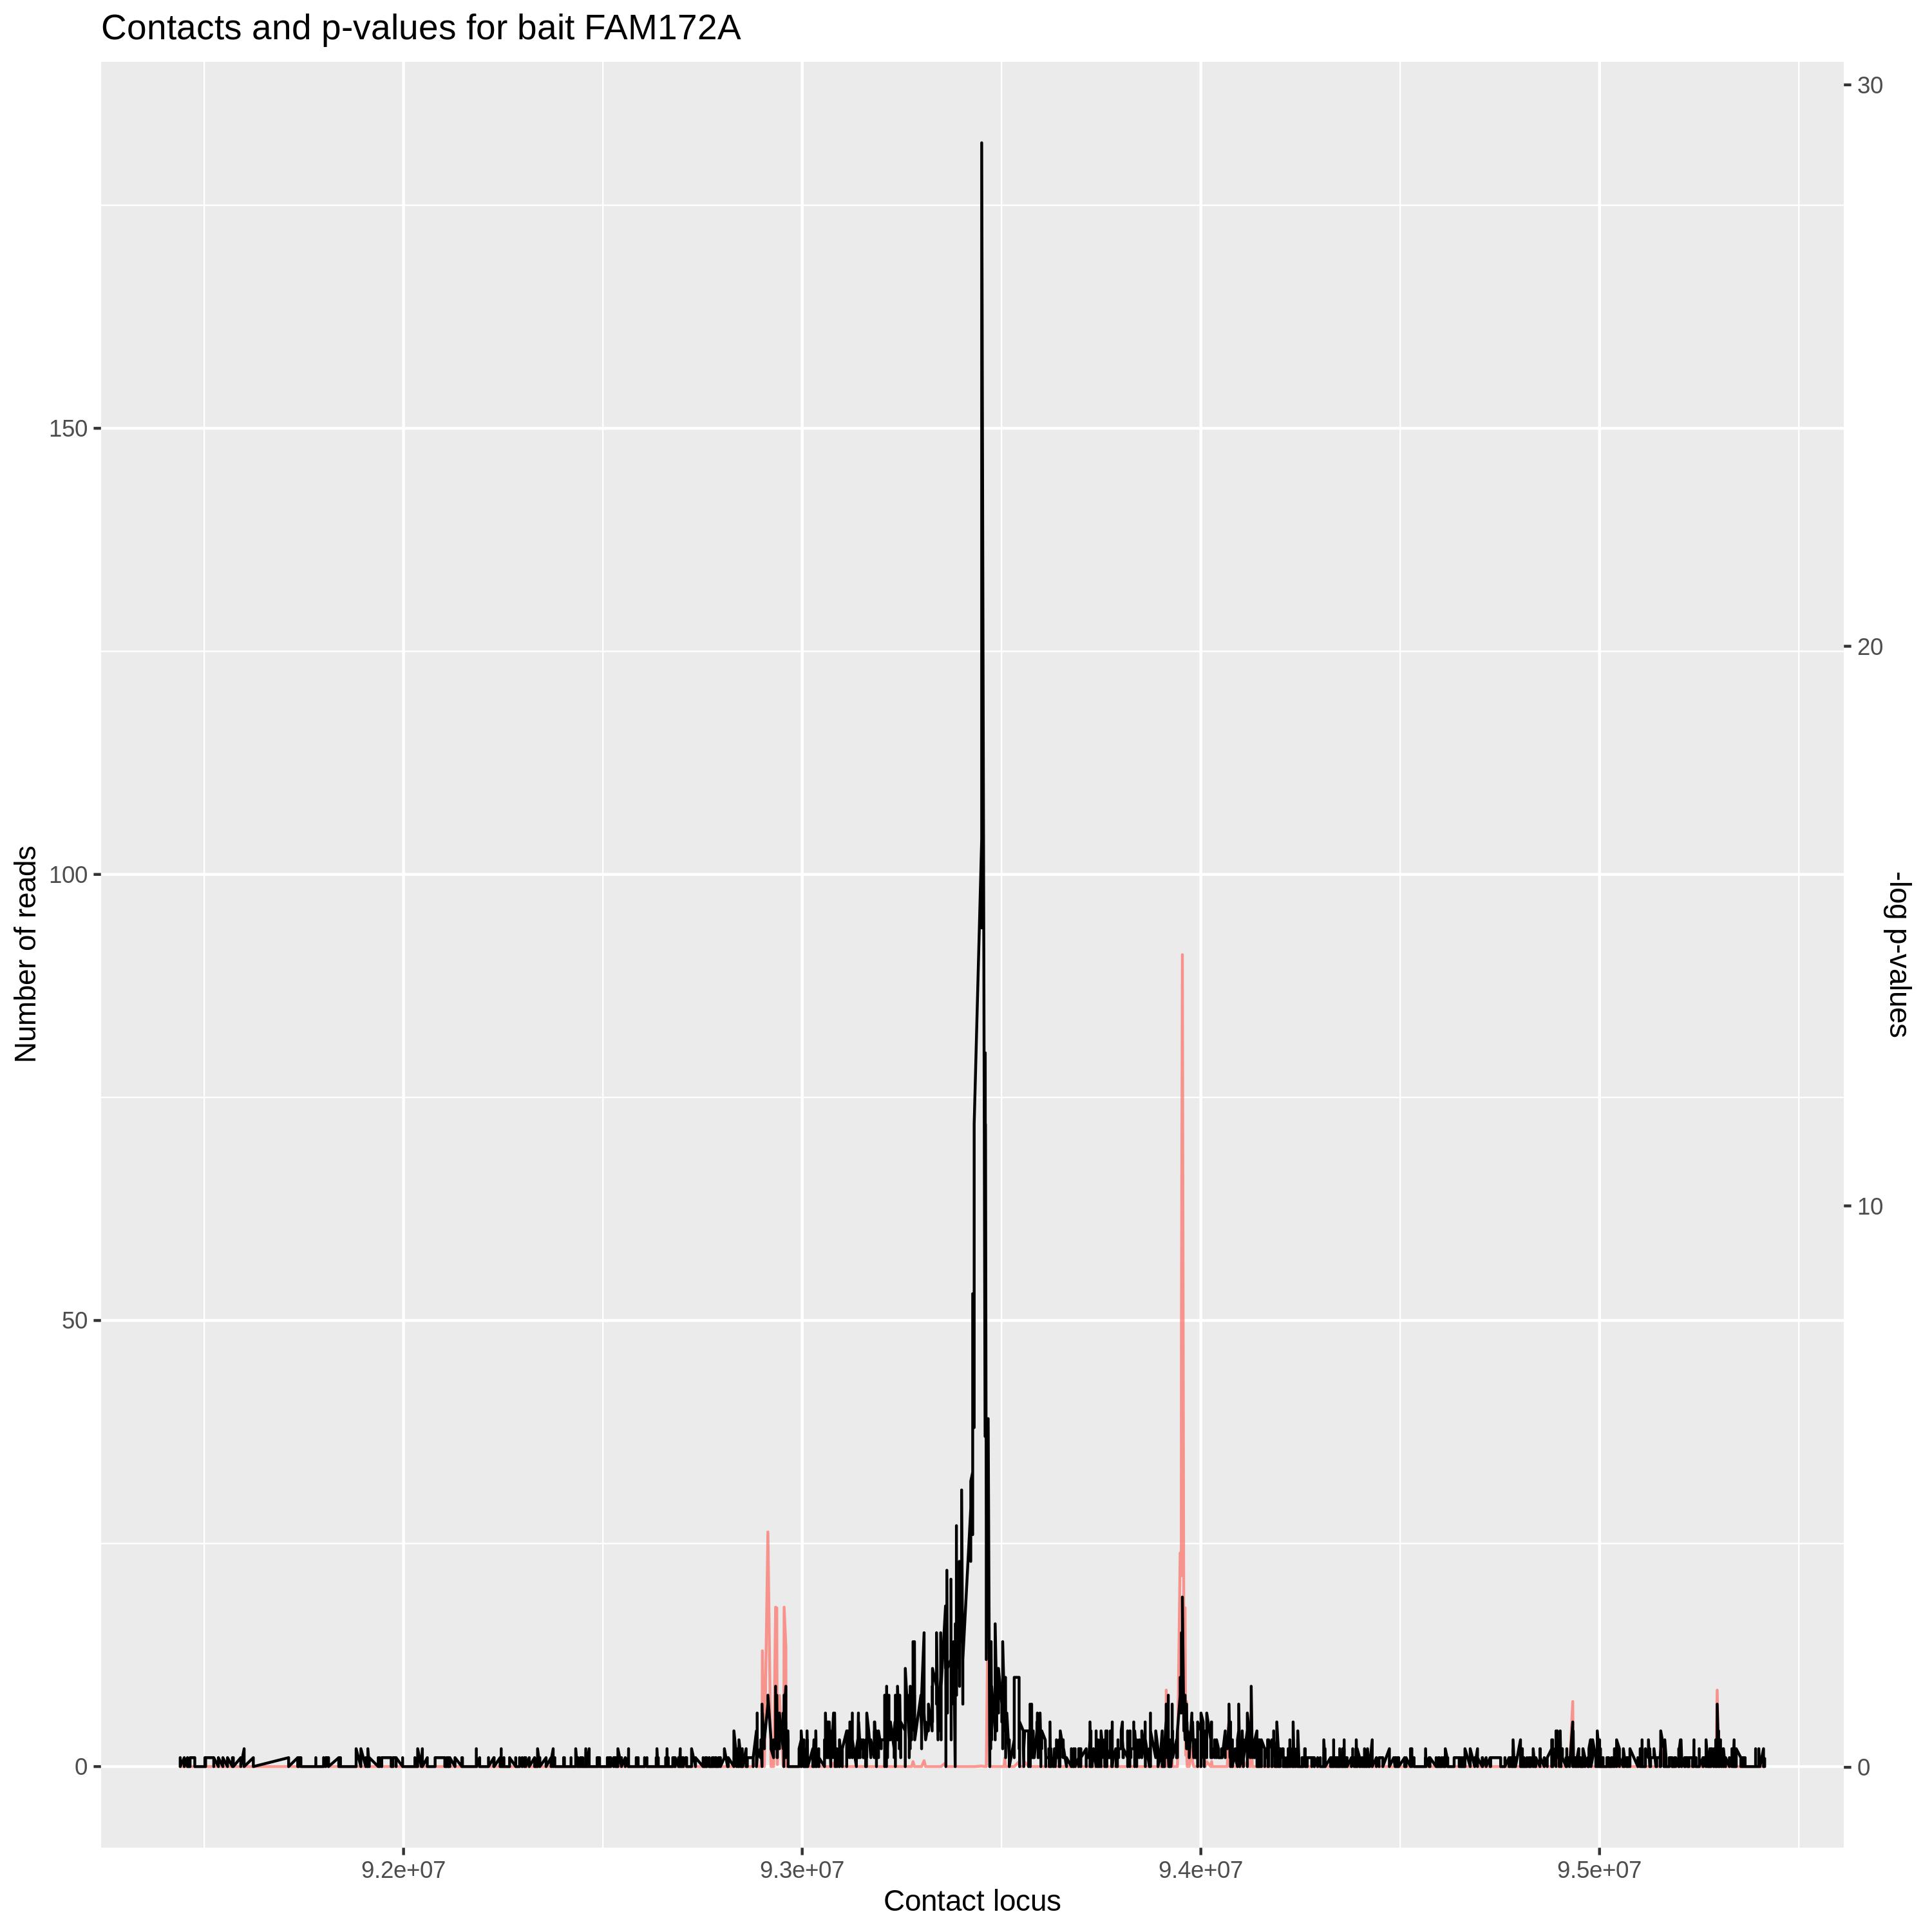 Contacts and p-values for bait FAM172A
30
150
20
100
Number of reads
-log p-values
10
50
0
0
9.2e+07
9.3e+07
9.4e+07
9.5e+07
Contact locus